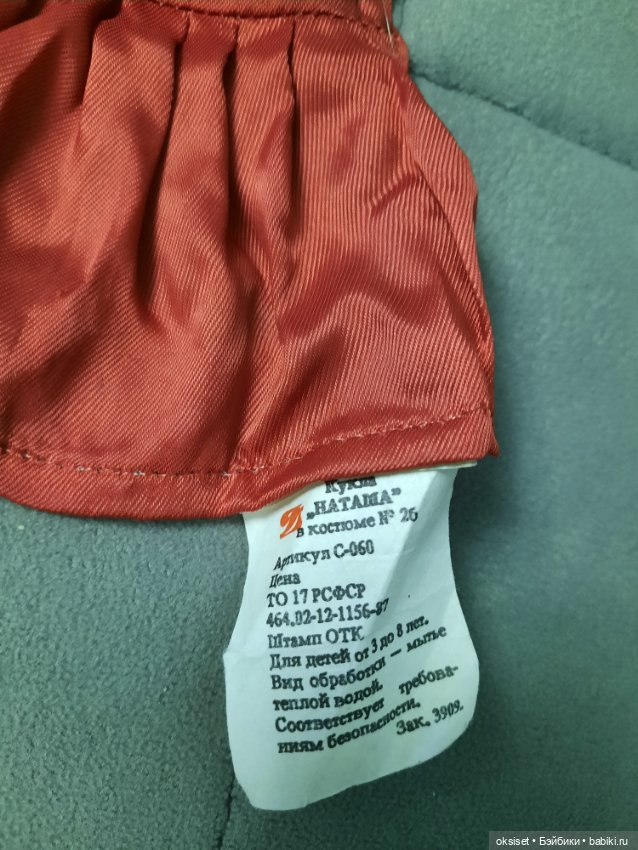 Кукла
„НАТАША”
в костюме № 26
Артикул С-060
Цена
ТО 17 РСФСР
464.02-12-1156-87
Штамп ОТК
Для детей от 3 до 8 лет.
Вид обработки — мытье
теплой водой.
Соответствует требова-
ниям безопасности.
Зак. 3909.
oksiset • Бэйбики • babiki.ru